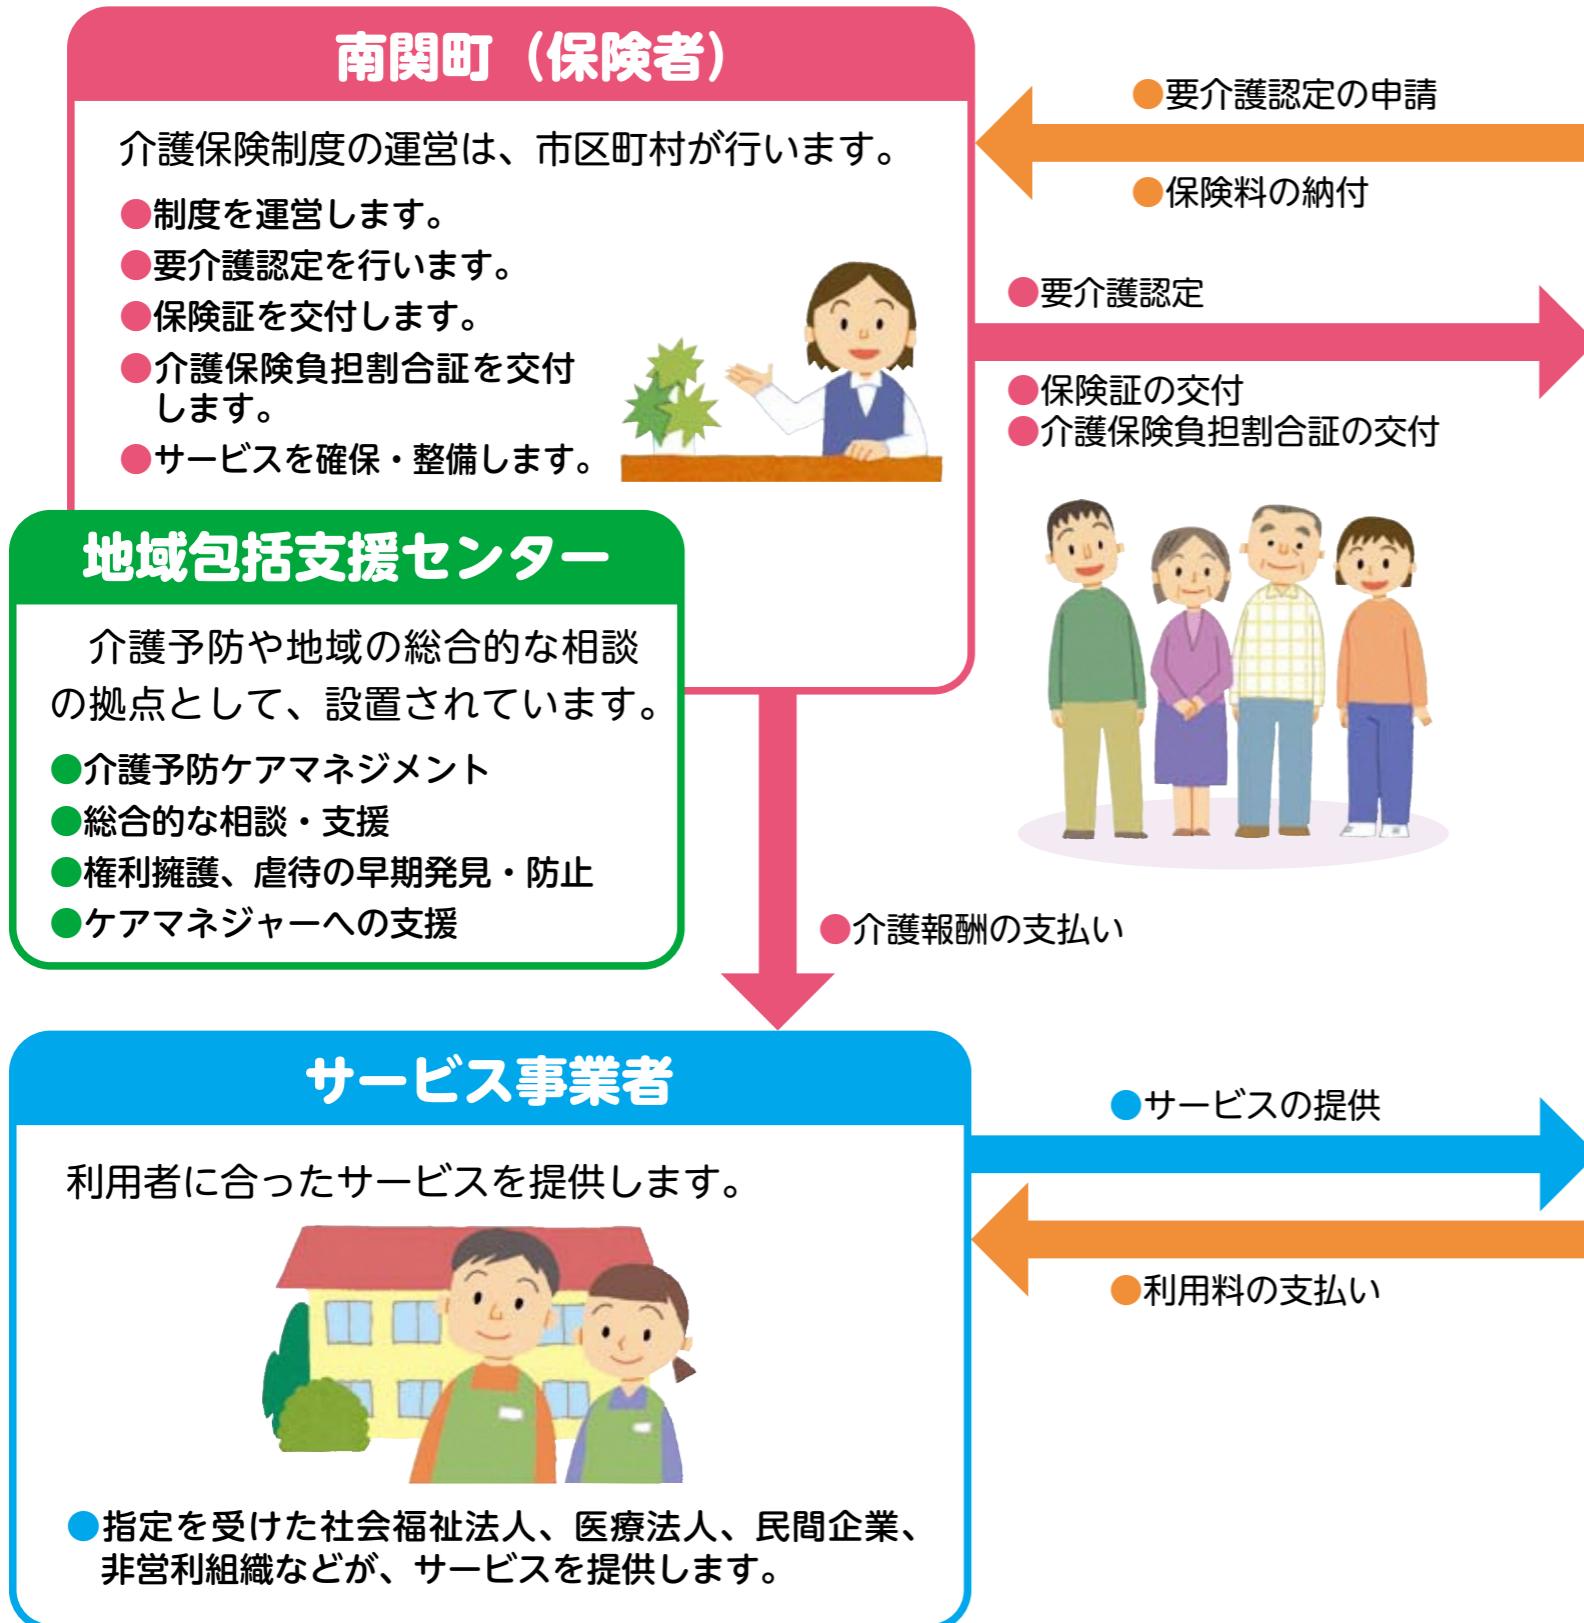 南関町（保険者）
介護保険制度の運営は、市区町村が行います。
●制度を運営します。
●要介護認定を行います。
●保険証を交付します。
●介護保険負担割合証を交付
します。
●サービスを確保・整備します。
●要介護認定の申請
●保険料の納付
●要介護認定
●保険証の交付
●介護保険負担割合証の交付
地域包括支援センター
介護予防や地域の総合的な相談
の拠点として、設置されています。
●介護予防ケアマネジメント
●総合的な相談・支援
●権利擁護、虐待の早期発見・防止
●ケアマネジャーへの支援
●介護報酬の支払い
サービス事業者
利用者に合ったサービスを提供します。
●指定を受けた社会福祉法人、医療法人、民間企業、
非営利組織などが、サービスを提供します。
●サービスの提供
●利用料の支払い